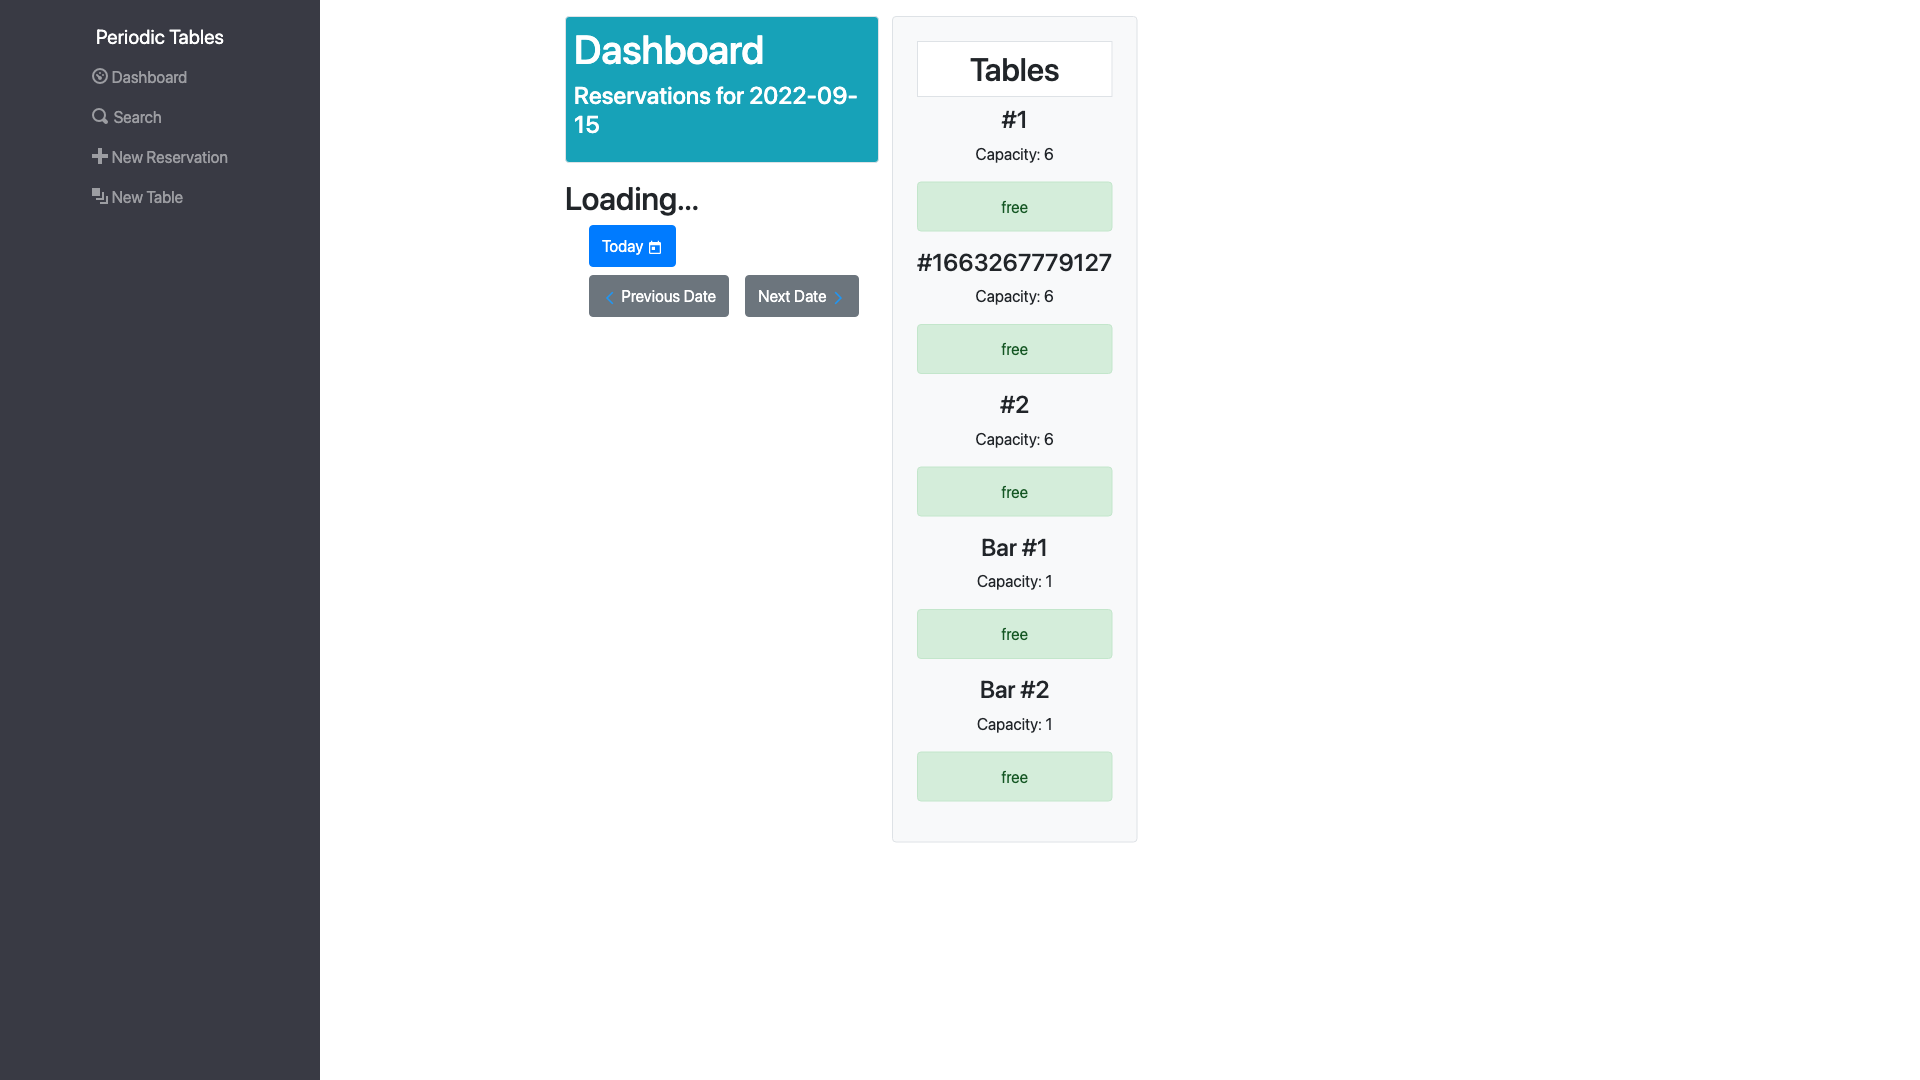 Periodic Tables
Dashboard
Search
New Reservation
New Table
Dashboard
Reservations for 2022-09-
15
Loading...
Today
Previous Date
Next Date
Tables
#1
Capacity: 6
free
#1663267779127
Capacity: 6
free
#2
Capacity: 6
free
Bar #1
Capacity: 1
free
Bar #2
Capacity: 1
free